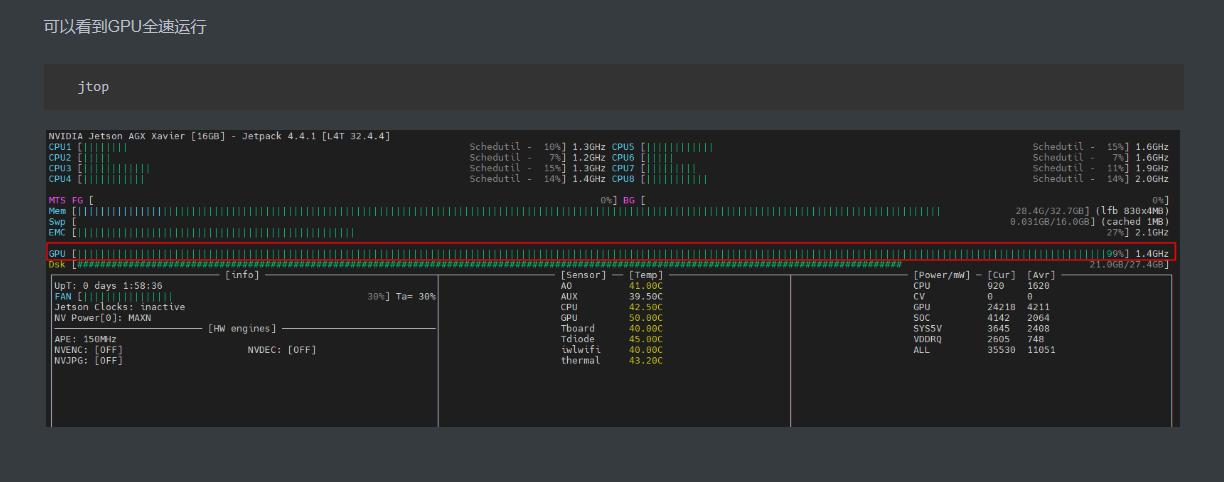 可以看到GPU全速运行
jtop
NVIDIA Jetson AGX Xavier [16GB] - Jetpack 4.4.1 [L4T 32.4.4]
CPU1 [||||||||   Schedutil -  10%] 1.3GHz CPU5 [||||||||||||   Schedutil -  15%] 1.6GHz
CPU2 [|||||   Schedutil -   7%] 1.2GHz CPU6 [|||||   Schedutil -   7%] 1.6GHz
CPU3 [||||||||||||   Schedutil -  15%] 1.3GHz CPU7 [|||||||||   Schedutil -  11%] 1.9GHz
CPU4 [|||||||||||   Schedutil -  14%] 1.4GHz CPU8 [|||||||||||   Schedutil -  14%] 2.0GHz
MTS FG [   0%] BG [   0%]
Mem [||||||||||   28.4G/32.7GB] (lfb 830x4MB)
Swp [   0.031GB/16.0GB] (cached 1MB)
EMC [||||||||||   27%] 2.1GHz
GPU [||||||||||   99%] 1.4GHz
Dsk [##########   21.0GB/27.4GB]
[info] [Sensor] [Temp] [Power/mW] [Cur] [Avr]
UpT: 0 days 1:58:36 AO 41.00C CPU 920 1620
FAN [||||||||||||||||   30%] Ta= 30% AUX 39.50C CV 0 0
Jetson Clocks: inactive CPU 42.50C GPU 24218 4211
NV Power[0]: MAXN GPU 50.00C SOC 4142 2064
[HW engines] Tboard 40.00C SYS5V 3645 2408
APE: 150MHz Tdiode 45.00C VDDRQ 2605 748
NVENC: [OFF] NVDEC: [OFF] iwlwifi 40.00C ALL 35530 11051
NVJPG: [OFF] thermal 43.20C